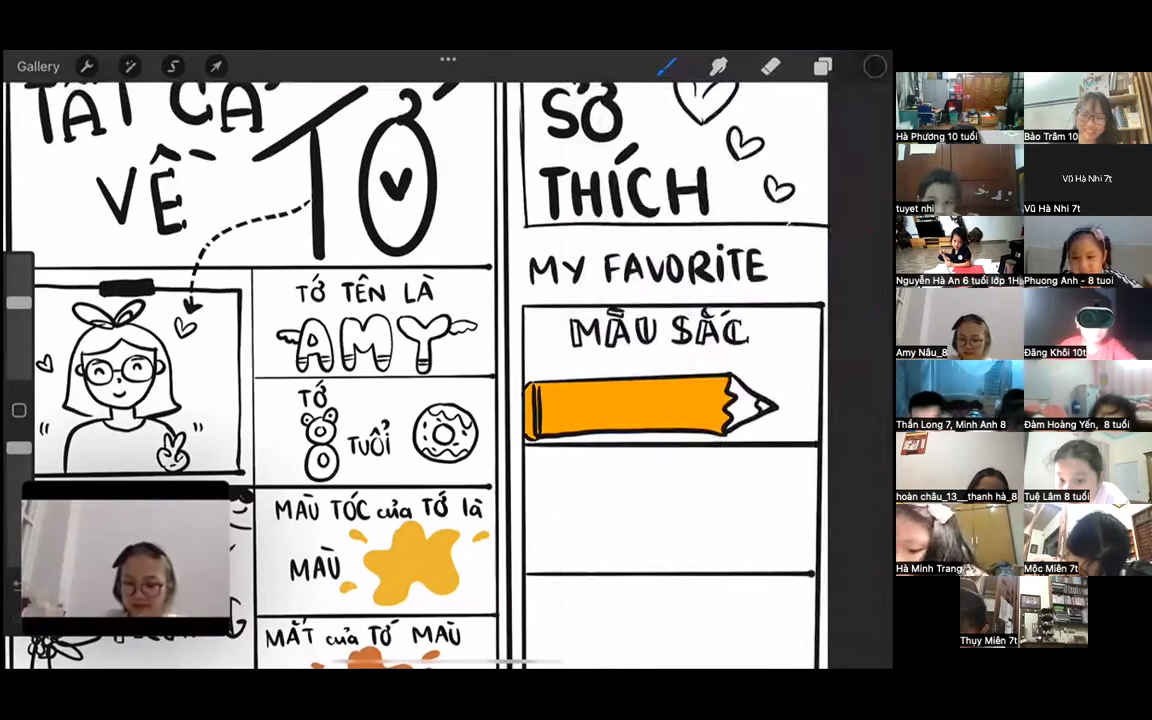 Gallery
TẤT CẢ
VỀ
TỚ
TỚ TÊN LÀ
AMY
TỚ
8
TUỔI
MÀU TÓC của TỚ là
MÀU
MẮT của TỚ MÀU
SỞ
THÍCH
MY FAVORiTE
MÀU SẮC
Hà Phương 10 tuổi
Bảo Trâm 10
tuyet nhi
Vũ Hà Nhi 7t
Vũ Hà Nhi 7t
Nguyễn Hà An 6 tuổi lớp 1H
Phuong Anh - 8 tuoi
Amy Nâu_8
Đăng Khôi 10t
Thần Long 7, Minh Anh 8
Đàm Hoàng Yến, 8 tuổi
hoàn châu_13__thanh hà_8
Tuệ Lâm 8 tuổi
Hà Minh Trang
Mộc Miên 7t
Thụy Miên 7t